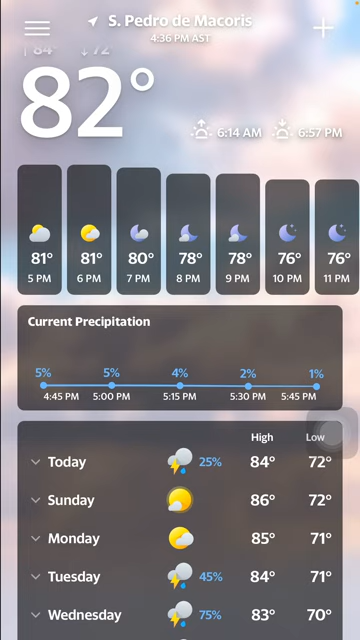 S. Pedro de Macoris
4:36 PM AST
↑ 84° ↓ 72°
82°
6:14 AM 6:57 PM
81° 81° 80° 78° 78° 76° 76°
5 PM 6 PM 7 PM 8 PM 9 PM 10 PM 11 PM
Current Precipitation
5% 5% 4% 2% 1%
4:45 PM 5:00 PM 5:15 PM 5:30 PM 5:45 PM
High Low
Today 25% 84° 72°
Sunday 86° 72°
Monday 85° 71°
Tuesday 45% 84° 71°
Wednesday 75% 83° 70°